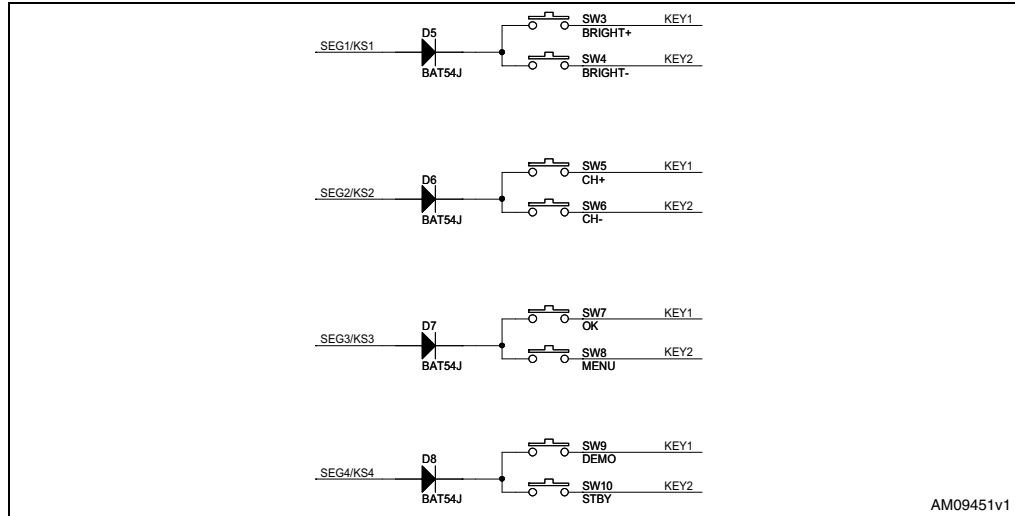 D5
SEG1/KS1
BAT54J
SW3
KEY1
BRIGHT+
SW4
KEY2
BRIGHT-
D6
SEG2/KS2
BAT54J
SW5
KEY1
CH+
SW6
KEY2
CH-
D7
SEG3/KS3
BAT54J
SW7
KEY1
OK
SW8
KEY2
MENU
D8
SEG4/KS4
BAT54J
SW9
KEY1
DEMO
SW10
KEY2
STBY
AM09451v1